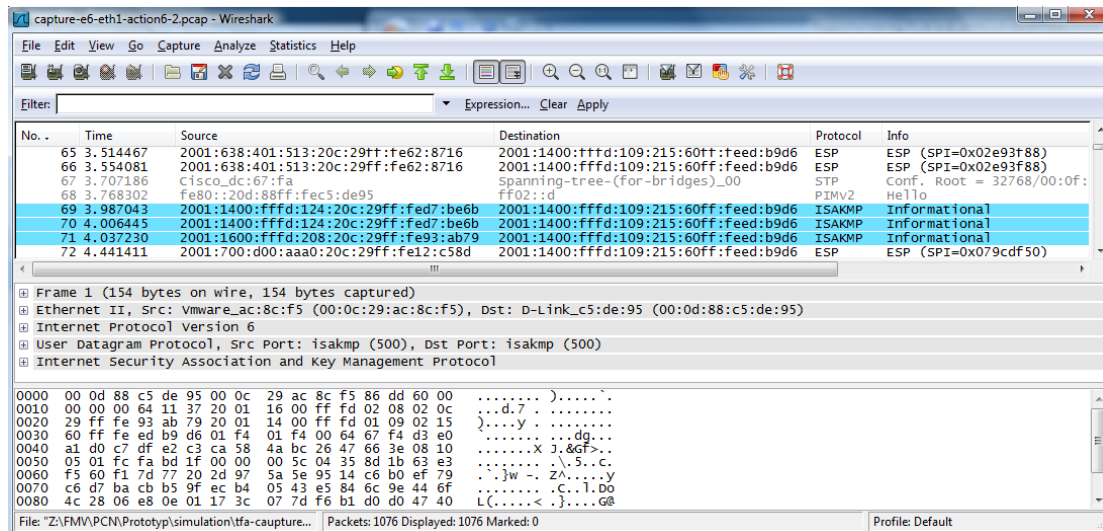 capture-e6-eth1-action6-2.pcap - Wireshark
File Edit View Go Capture Analyze Statistics Help
Filter: Expression... Clear Apply
No. . Time Source Destination Protocol Info
65 3.514467 2001:638:401:513:20c:29ff:fe62:8716 2001:1400:fffd:109:215:60ff:feed:b9d6 ESP ESP (SPI=0x02e93f88)
66 3.554081 2001:638:401:513:20c:29ff:fe62:8716 2001:1400:fffd:109:215:60ff:feed:b9d6 ESP ESP (SPI=0x02e93f88)
67 3.707186 Cisco_dc:67:fa Spanning-tree-(for-bridges)_00 STP Conf. Root = 32768/00:0f:
68 3.768302 fe80::20d:88ff:fec5:de95 ff02::d PIMv2 Hello
69 3.987043 2001:1400:fffd:124:20c:29ff:fed7:be6b 2001:1400:fffd:109:215:60ff:feed:b9d6 ISAKMP Informational
70 4.006445 2001:1400:fffd:124:20c:29ff:fed7:be6b 2001:1400:fffd:109:215:60ff:feed:b9d6 ISAKMP Informational
71 4.037230 2001:1600:fffd:208:20c:29ff:fe93:ab79 2001:1400:fffd:109:215:60ff:feed:b9d6 ISAKMP Informational
72 4.441411 2001:700:d00:aaa0:20c:29ff:fe12:c58d 2001:1400:fffd:109:215:60ff:feed:b9d6 ESP ESP (SPI=0x079cdf50)
Frame 1 (154 bytes on wire, 154 bytes captured)
Ethernet II, Src: Vmware_ac:8c:f5 (00:0c:29:ac:8c:f5), Dst: D-Link_c5:de:95 (00:0d:88:c5:de:95)
Internet Protocol Version 6
User Datagram Protocol, Src Port: isakmp (500), Dst Port: isakmp (500)
Internet Security Association and Key Management Protocol
0000 00 0d 88 c5 de 95 00 0c 29 ac 8c f5 86 dd 60 00 ........ ).....`.
0010 00 00 00 64 11 37 20 01 16 00 ff fd 02 08 02 0c ...d.7 . ........
0020 29 ff fe 93 ab 79 20 01 14 00 ff fd 01 09 02 15 )....y . ........
0030 60 ff fe ed b9 d6 01 f4 01 f4 00 64 67 f4 d3 e0 `....... ...dg...
0040 a1 d0 c7 df e2 c3 ca 58 4a bc 26 47 66 3e 08 10 .......X J.&Gf>..
0050 05 01 fc fa bd 1f 00 00 00 5c 04 35 8d 1b 63 e3 ........ .\.5..c.
0060 f5 60 f1 7d 77 20 2d 97 5a 5e 95 14 c6 b0 ef 79 .`.}w -. Z^.....y
0070 c6 d7 ba cb b5 9f ec b4 05 43 e5 84 6c 9e 44 6f ........ .C..l.Do
0080 4c 28 06 e8 0e 01 17 3c 07 7d f6 b1 d0 d0 47 40 L(.....< .}....G@
File: "Z:\FMV\PCN\Prototyp\simulation\tfa-caupture... Packets: 1076 Displayed: 1076 Marked: 0 Profile: Default